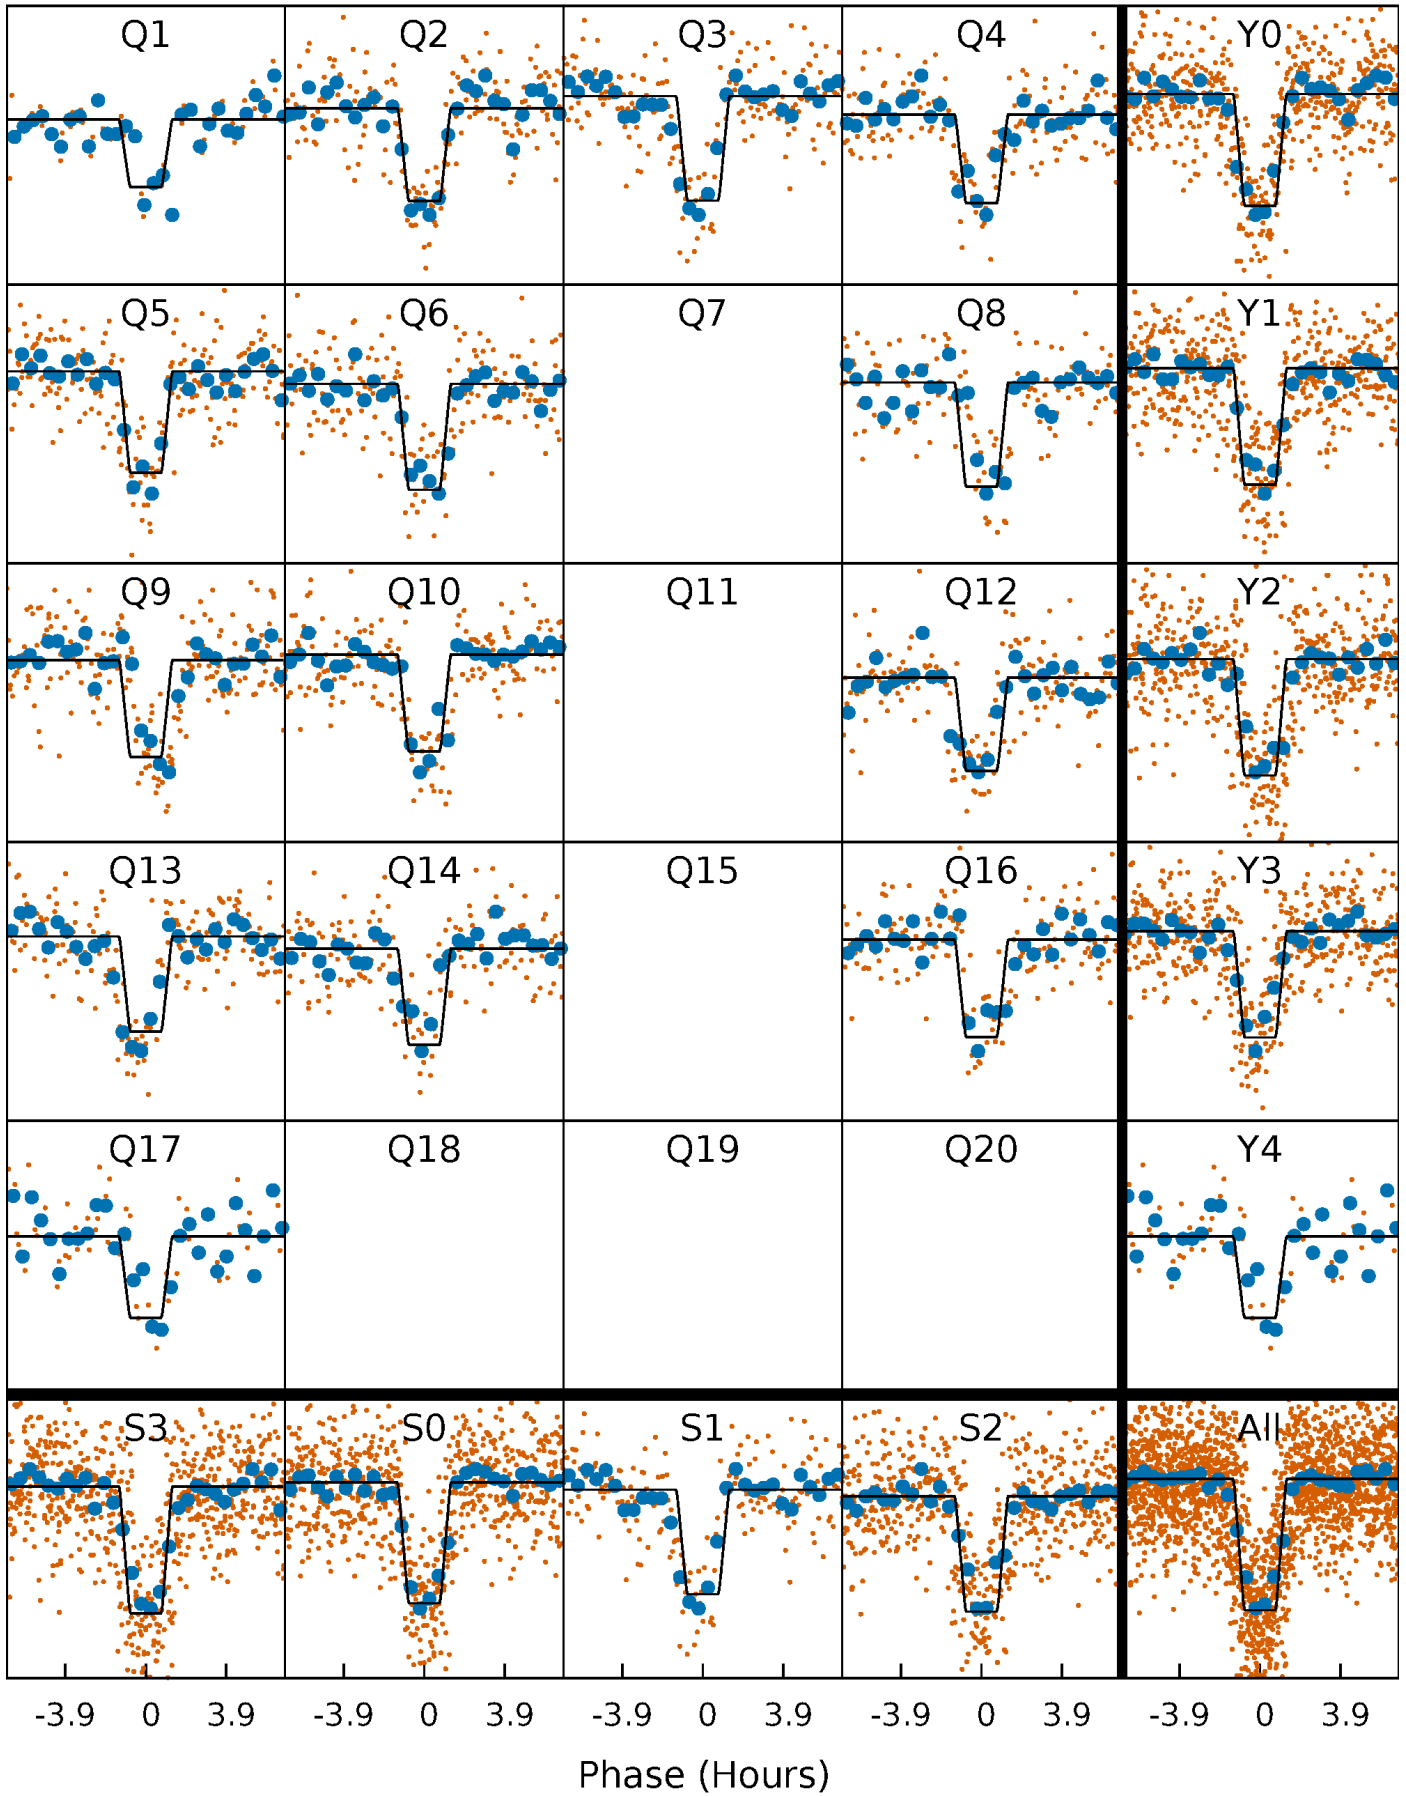 Q1 Q2 Q3 Q4 Y0
Q5 Q6 Q7 Q8 Y1
Q9 Q10 Q11 Q12 Y2
Q13 Q14 Q15 Q16 Y3
Q17 Q18 Q19 Q20 Y4
S3 S0 S1 S2 All
-3.9 0 3.9 -3.9 0 3.9 -3.9 0 3.9 -3.9 0 3.9 -3.9 0 3.9
Phase (Hours)